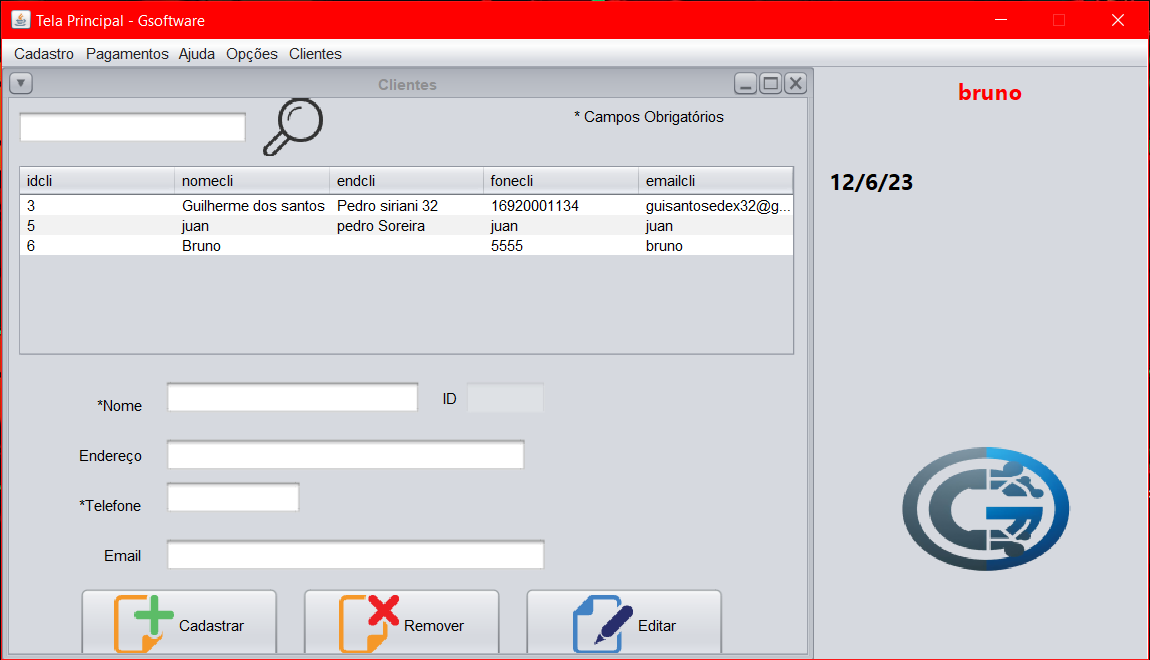 Tela Principal - Gsoftware
Cadastro Pagamentos Ajuda Opções Clientes
Clientes
bruno
* Campos Obrigatórios
12/6/23
idcli nomecli endcli fonecli emailcli
3 Guilherme dos santos Pedro siriani 32 16920001134 guisantosedex32@g...
5 juan pedro Soreira juan juan
6 Bruno 5555 bruno
*Nome ID
Endereço
*Telefone
Email
Cadastrar Remover Editar